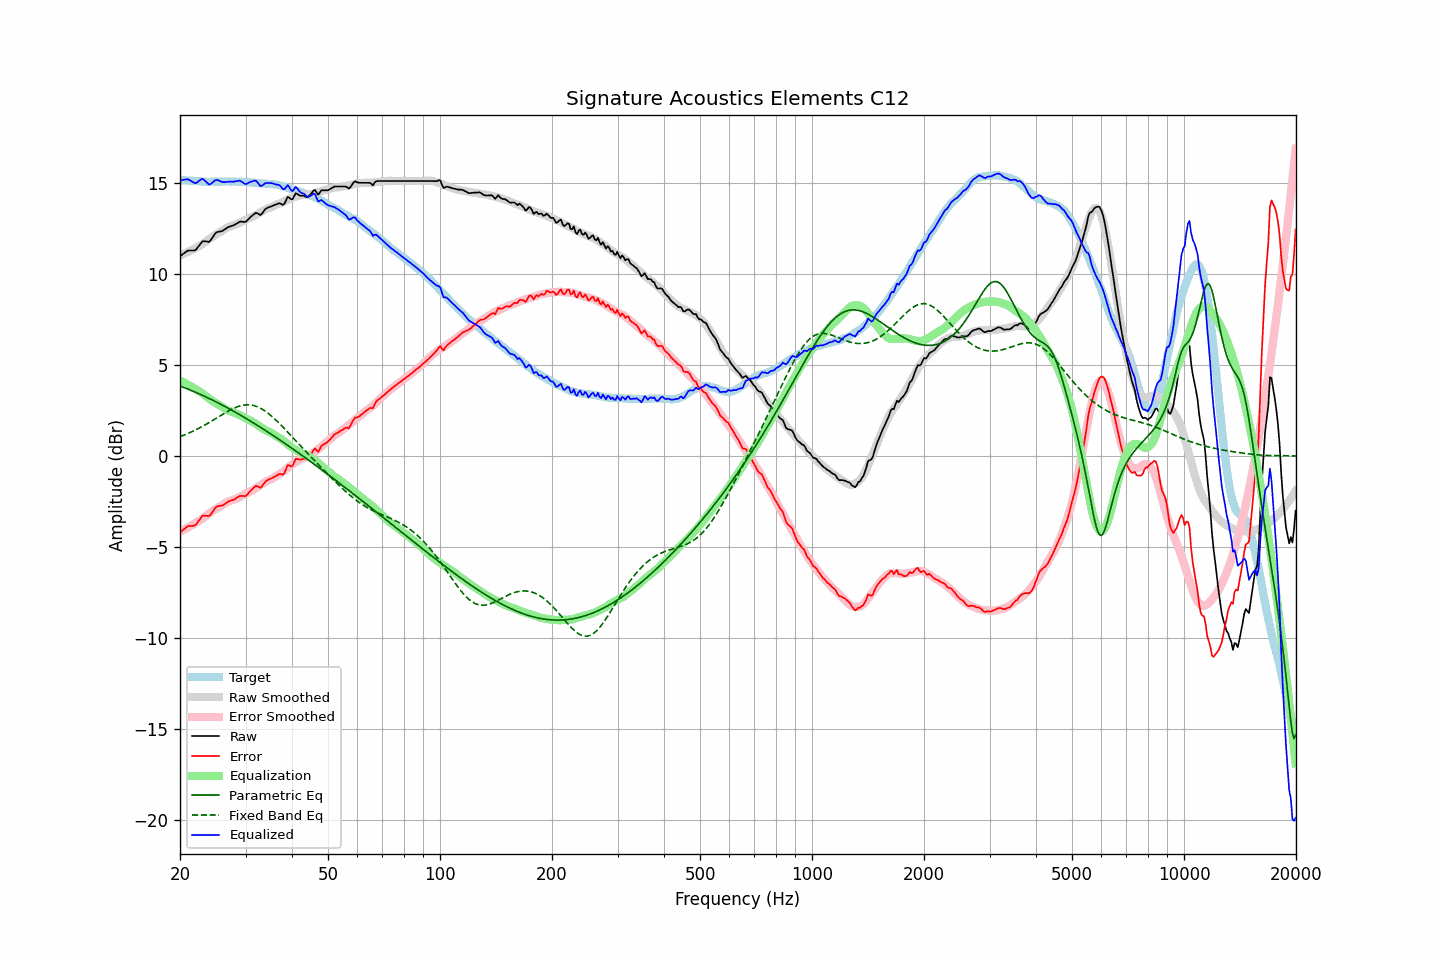 Signature Acoustics Elements C12
15
10
5
0
−5
−10
−15
−20
Amplitude (dBr)
Target
Raw Smoothed
Error Smoothed
Raw
Error
Equalization
Parametric Eq
Fixed Band Eq
Equalized
20 50 100 200 500 1000 2000 5000 10000 20000
Frequency (Hz)